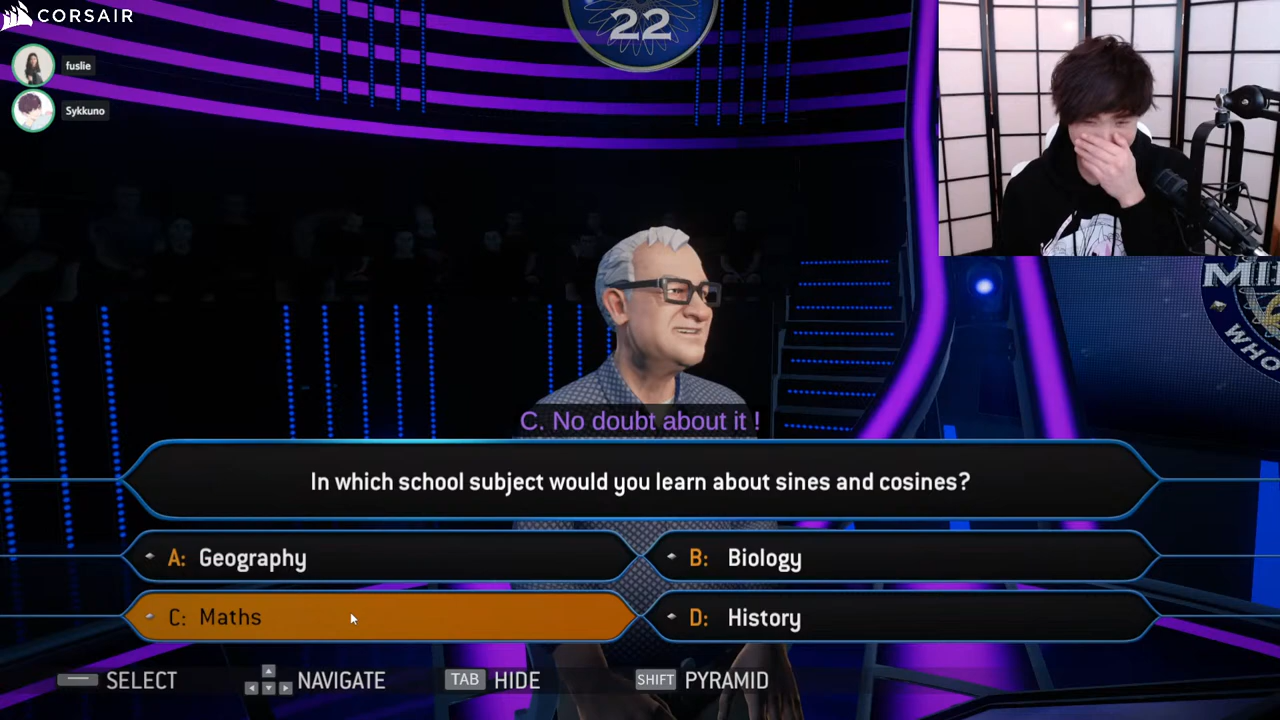 CORSAIR
fuslie
Sykkuno
22
WHO
C. No doubt about it !
In which school subject would you learn about sines and cosines?
A: Geography
B: Biology
C: Maths
D: History
SELECT
NAVIGATE
TAB HIDE
SHIFT PYRAMID